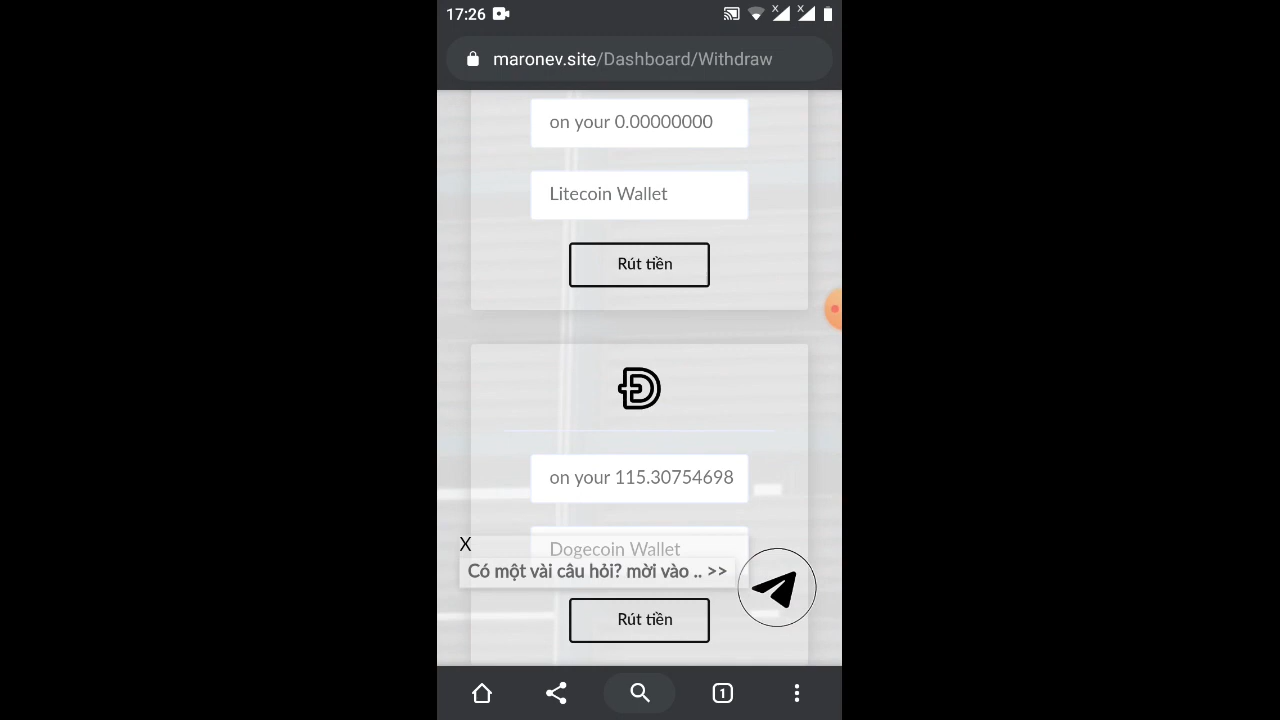 17:26
maronev.site/Dashboard/Withdraw
on your 0.00000000
Litecoin Wallet
Rút tiền
on your 115.30754698
Dogecoin Wallet
X
Có một vài câu hỏi? mời vào .. >>
Rút tiền
1